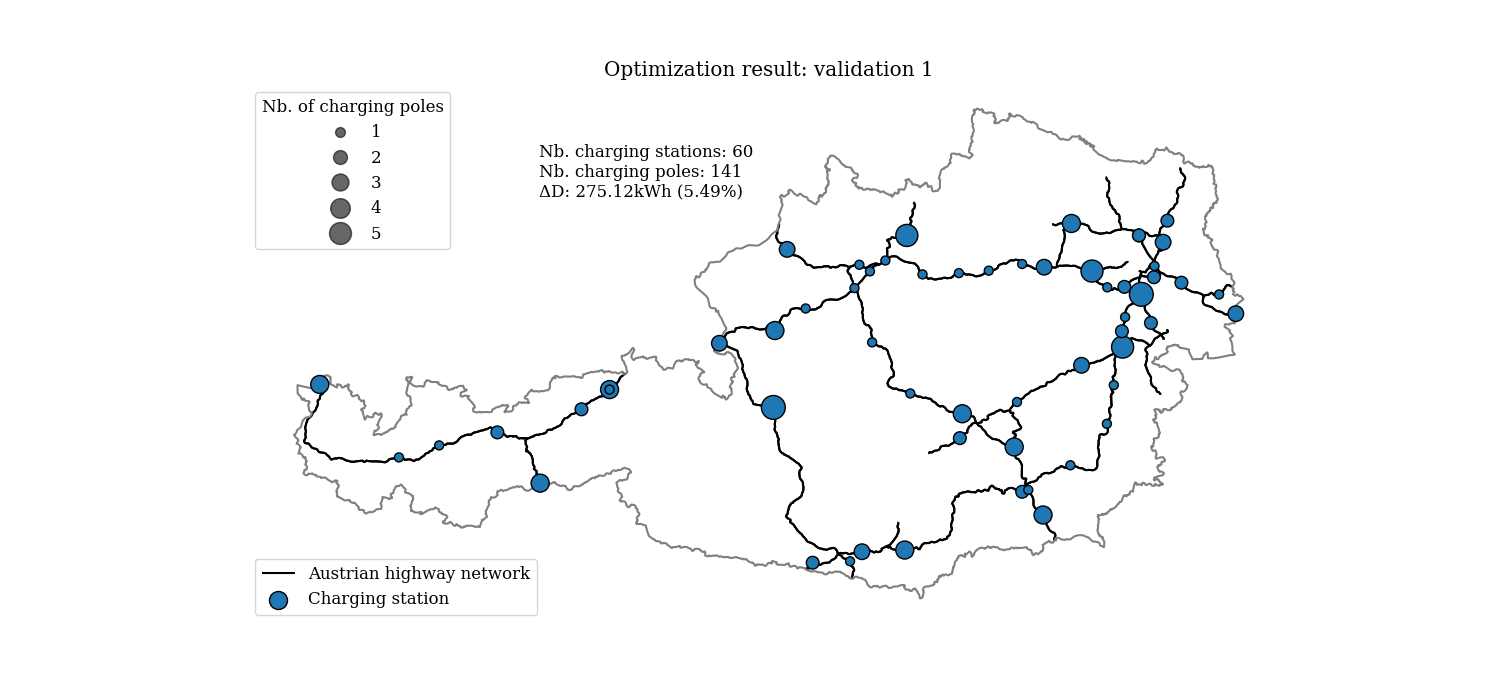 Optimization result: validation 1
Nb. of charging poles
1
2
3
4
5
Nb. charging stations: 60
Nb. charging poles: 141
ΔD: 275.12kWh (5.49%)
Austrian highway network
Charging station